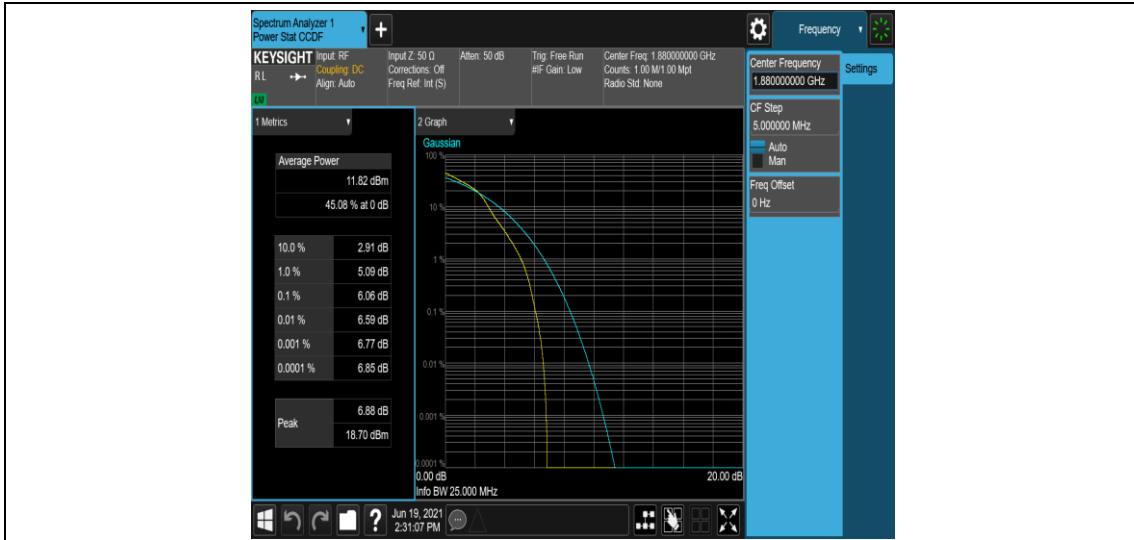 Spectrum Analyzer 1
Power Stat CCDF
+
Frequency
KEYSIGHT
RL
LXI
Input: RF
Coupling: DC
Align: Auto
Input Z: 50 Ω
Corrections: Off
Freq Ref: Int (S)
Atten: 50 dB
Trig: Free Run
#IF Gain: Low
Center Freq: 1.880000000 GHz
Counts: 1.00 M/1.00 Mpt
Radio Std: None
Center Frequency
1.880000000 GHz
Settings
CF Step
5.000000 MHz
Auto
Man
Freq Offset
0 Hz
1 Metrics
Average Power
11.82 dBm
45.08 % at 0 dB
10.0 % 2.91 dB
1.0 % 5.09 dB
0.1 % 6.06 dB
0.01 % 6.59 dB
0.001 % 6.77 dB
0.0001 % 6.85 dB
Peak
6.88 dB
18.70 dBm
2 Graph
Gaussian
100 %
10 %
1 %
0.1 %
0.01 %
0.001 %
0.0001 %
0.00 dB 20.00 dB
Info BW 25.000 MHz
?
Jun 19, 2021
2:31:07 PM